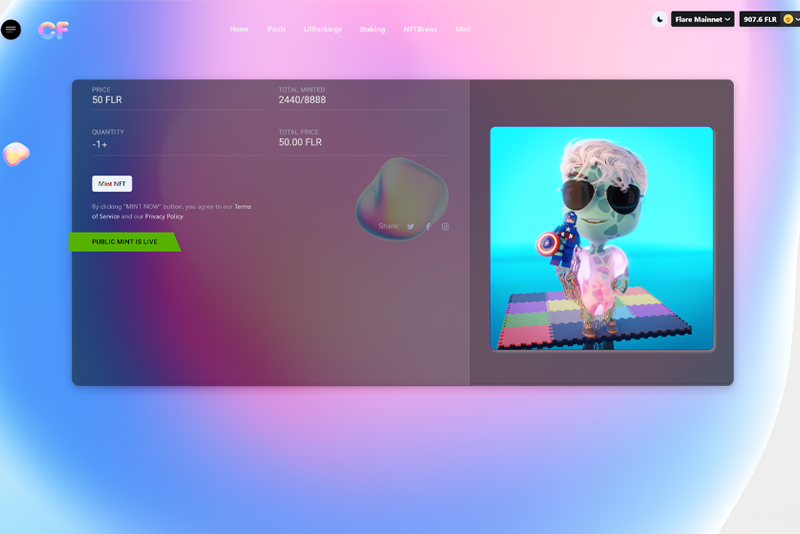 CF
Home Pools LilRankings Staking NFTBrews Mint
Flare Mainnet
907.6 FLR
PRICE
50 FLR
TOTAL MINTED
2440/8888
QUANTITY
-1+
TOTAL PRICE
50.00 FLR
Mint NFT
By clicking "MINT NOW" button, you agree to our Terms
of Service and our Privacy Policy.
Share:
PUBLIC MINT IS LIVE